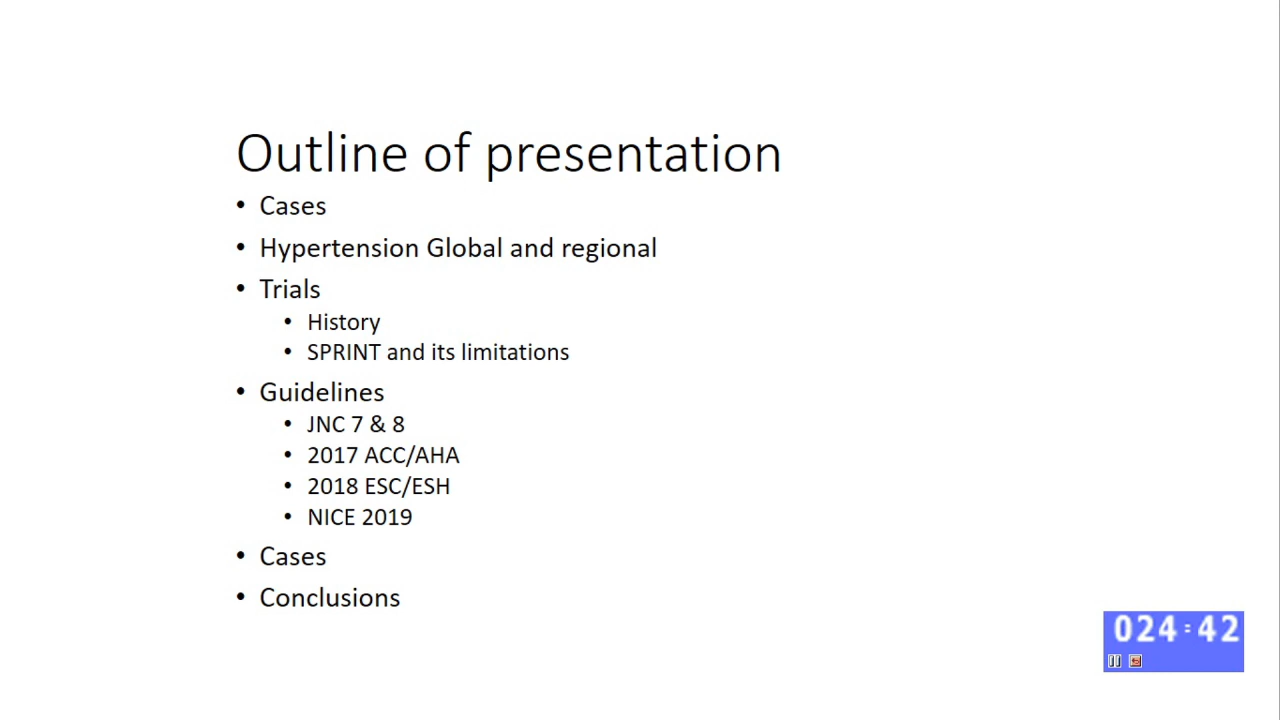 Outline of presentation
• Cases
• Hypertension Global and regional
• Trials
• History
• SPRINT and its limitations
• Guidelines
• JNC 7 & 8
• 2017 ACC/AHA
• 2018 ESC/ESH
• NICE 2019
• Cases
• Conclusions
024:42